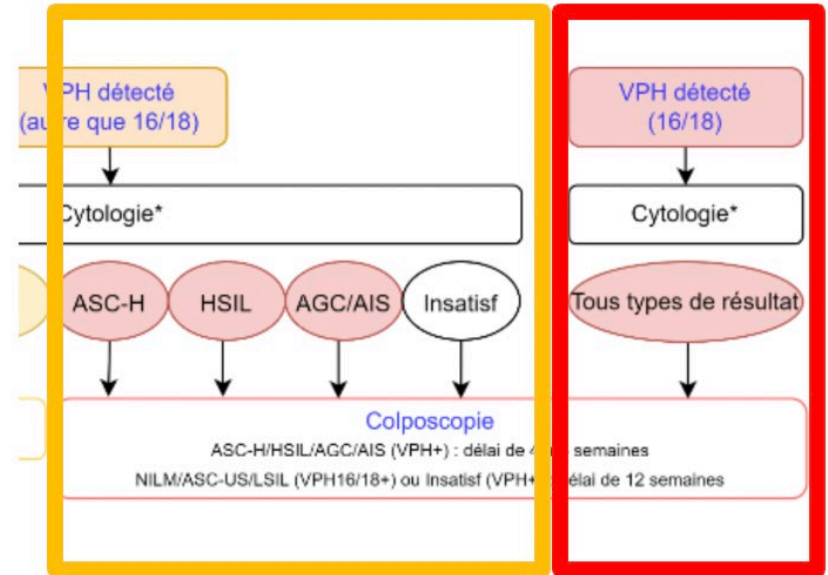 VPH détecté
(autre que 16/18)
VPH détecté
(16/18)
Cytologie*
Cytologie*
ASC-H
HSIL
AGC/AIS
Insatisf
Tous types de résultat
Colposcopie
ASC-H/HSIL/AGC/AIS (VPH+) : délai de semaines
NILM/ASC-US/LSIL (VPH16/18+) ou Insatisf (VPH+ délai de 12 semaines